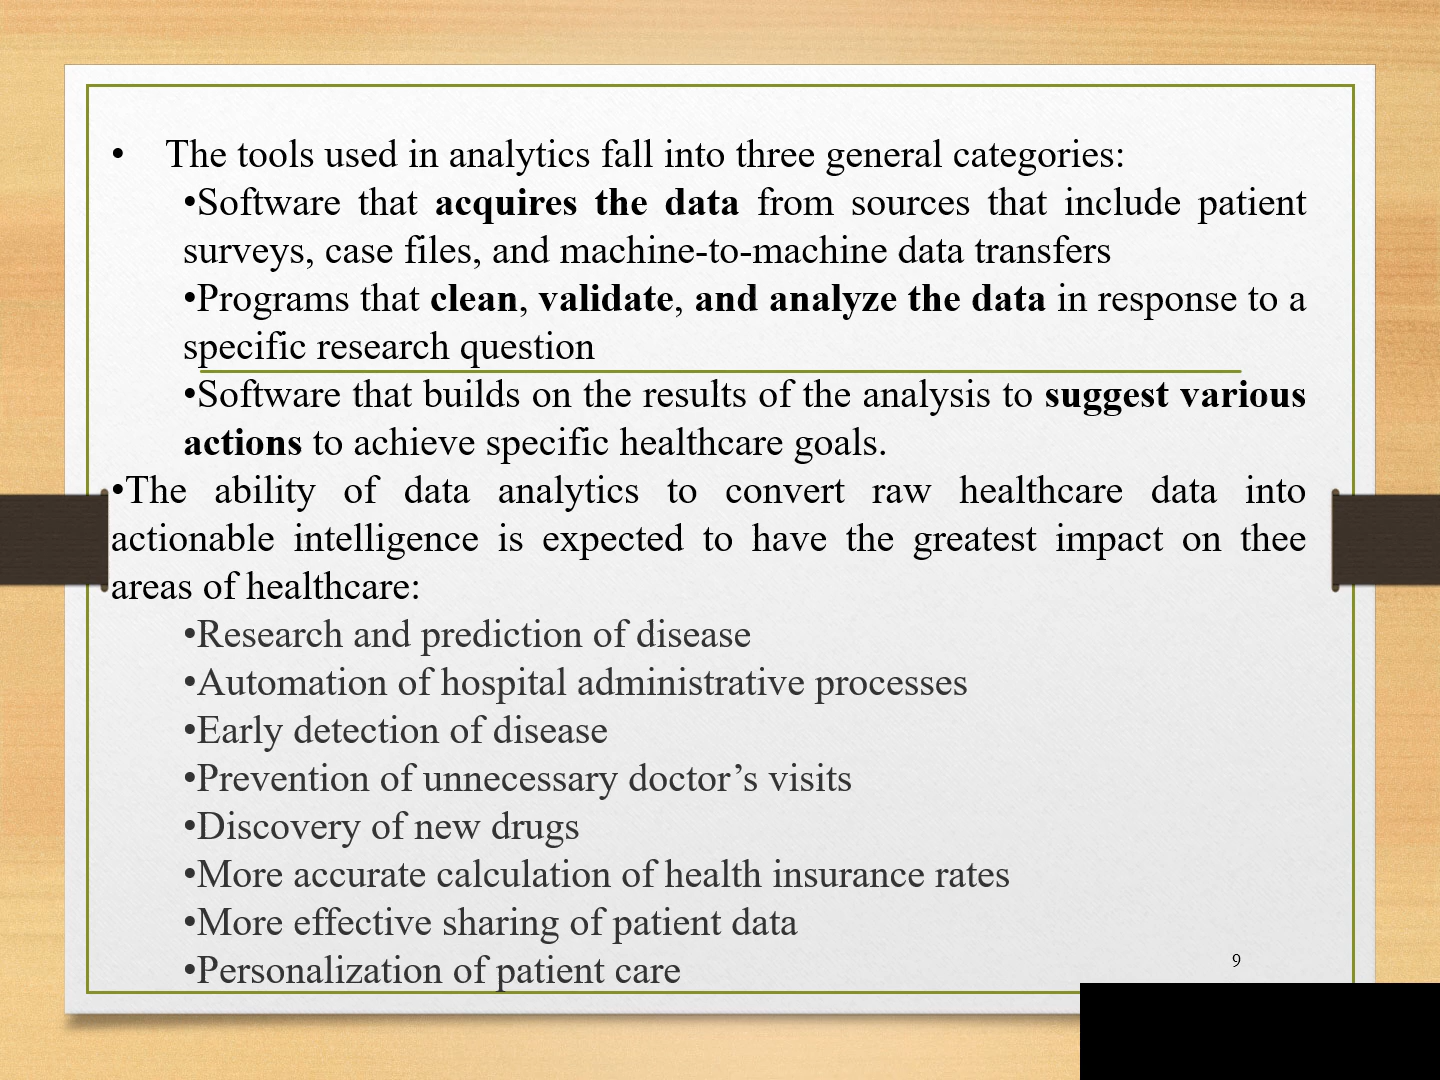 • The tools used in analytics fall into three general categories:
•Software that acquires the data from sources that include patient
surveys, case files, and machine-to-machine data transfers
•Programs that clean, validate, and analyze the data in response to a
specific research question
•Software that builds on the results of the analysis to suggest various
actions to achieve specific healthcare goals.
•The ability of data analytics to convert raw healthcare data into
actionable intelligence is expected to have the greatest impact on thee
areas of healthcare:
•Research and prediction of disease
•Automation of hospital administrative processes
•Early detection of disease
•Prevention of unnecessary doctor’s visits
•Discovery of new drugs
•More accurate calculation of health insurance rates
•More effective sharing of patient data
•Personalization of patient care
9